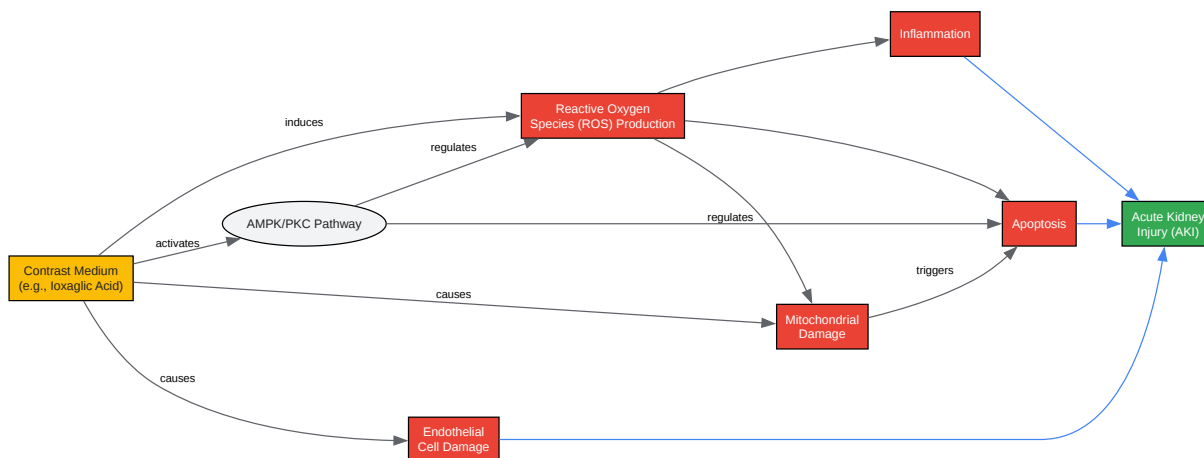 Inflammation
Reactive Oxygen
Species (ROS) Production
induces
regulates
AMPK/PKC Pathway
regulates
Apoptosis
Acute Kidney
Injury (AKI)
activates
Contrast Medium
(e.g., Ioxaglic Acid)
causes
triggers
Mitochondrial
Damage
causes
Endothelial
Cell Damage